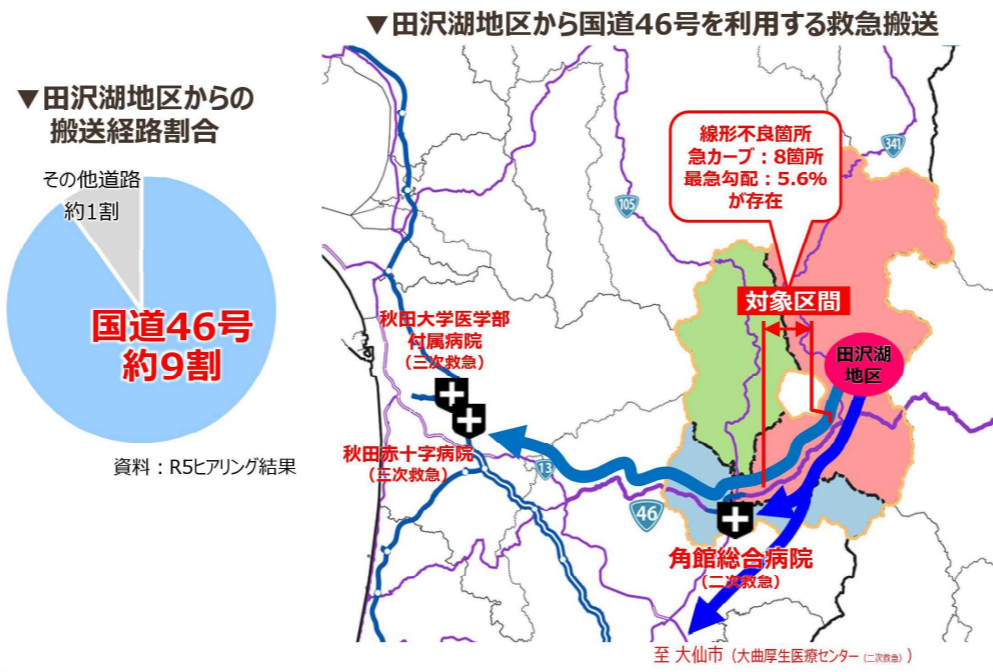 ▼田沢湖地区から国道46号を利用する救急搬送
▼田沢湖地区からの
搬送経路割合
その他道路
約1割
国道46号
約9割
資料：R5ヒアリング結果
線形不良箇所
急カーブ：8箇所
最急勾配：5.6%
が存在
341
105
対象区間
田沢湖
地区
秋田大学医学部
付属病院
（三次救急）
秋田赤十字病院
（三次救急）
13
46
角館総合病院
（二次救急）
至 大仙市（大曲厚生医療センター（二次救急））